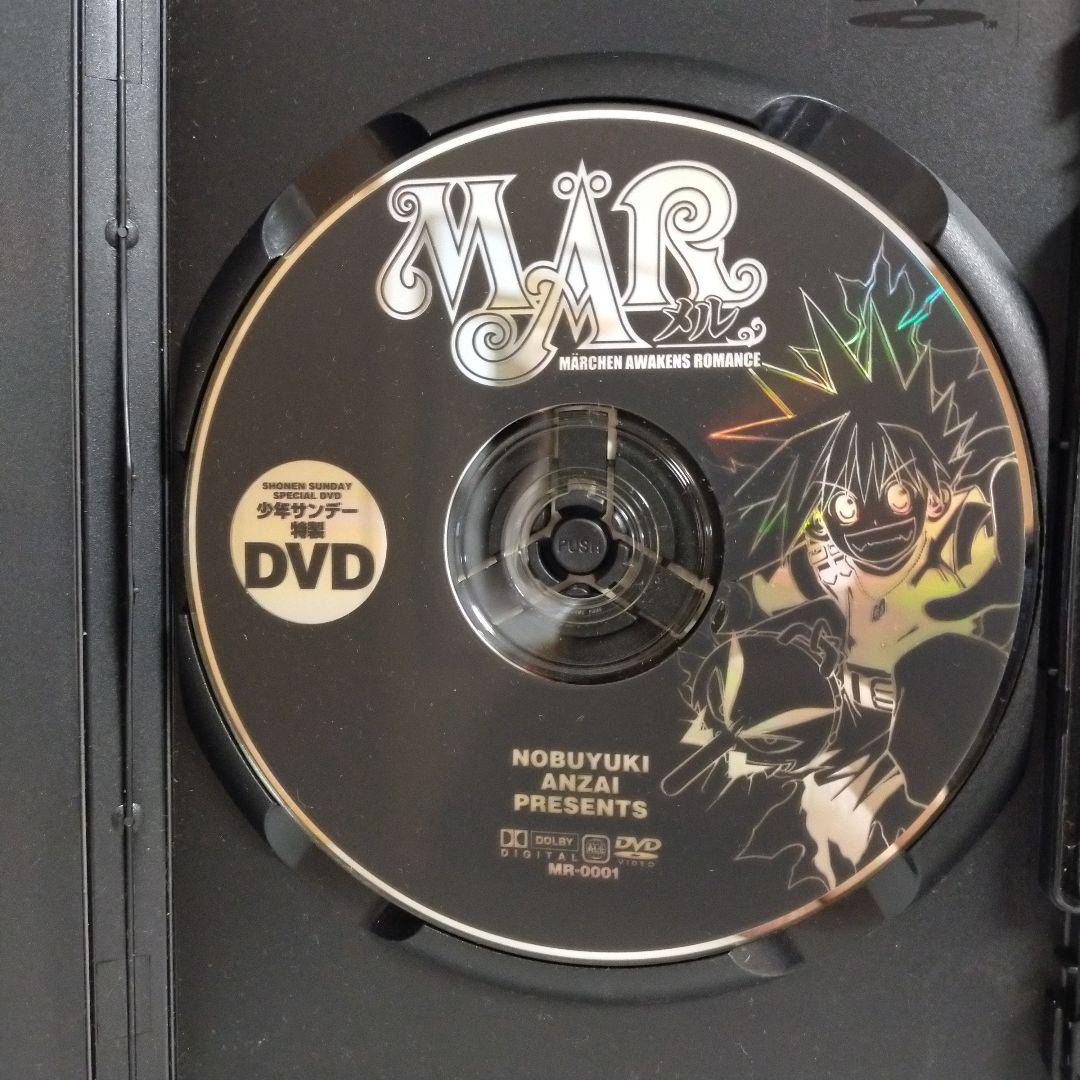 MÄR
メル
MÄRCHEN AWAKENS ROMANCE
SHONEN SUNDAY
SPECIAL DVD
少年サンデー
特製
DVD
PUSH
NOBUYUKI
ANZAI
PRESENTS
DOLBY
DIGITAL
ALL
DVD
VIDEO
MR-0001
TM